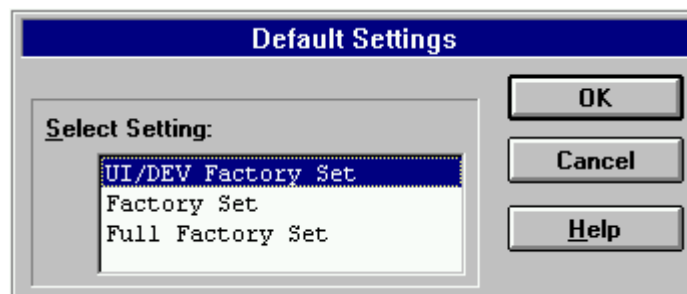 Default Settings
Select Setting:
UI/DEV Factory Set
Factory Set
Full Factory Set
OK
Cancel
Help